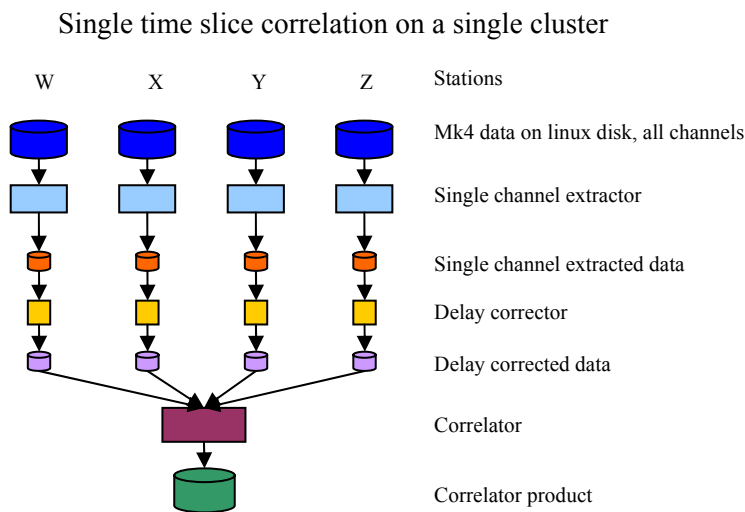 Single time slice correlation on a single cluster
W X Y Z Stations
Mk4 data on linux disk, all channels
Single channel extractor
Single channel extracted data
Delay corrector
Delay corrected data
Correlator
Correlator product